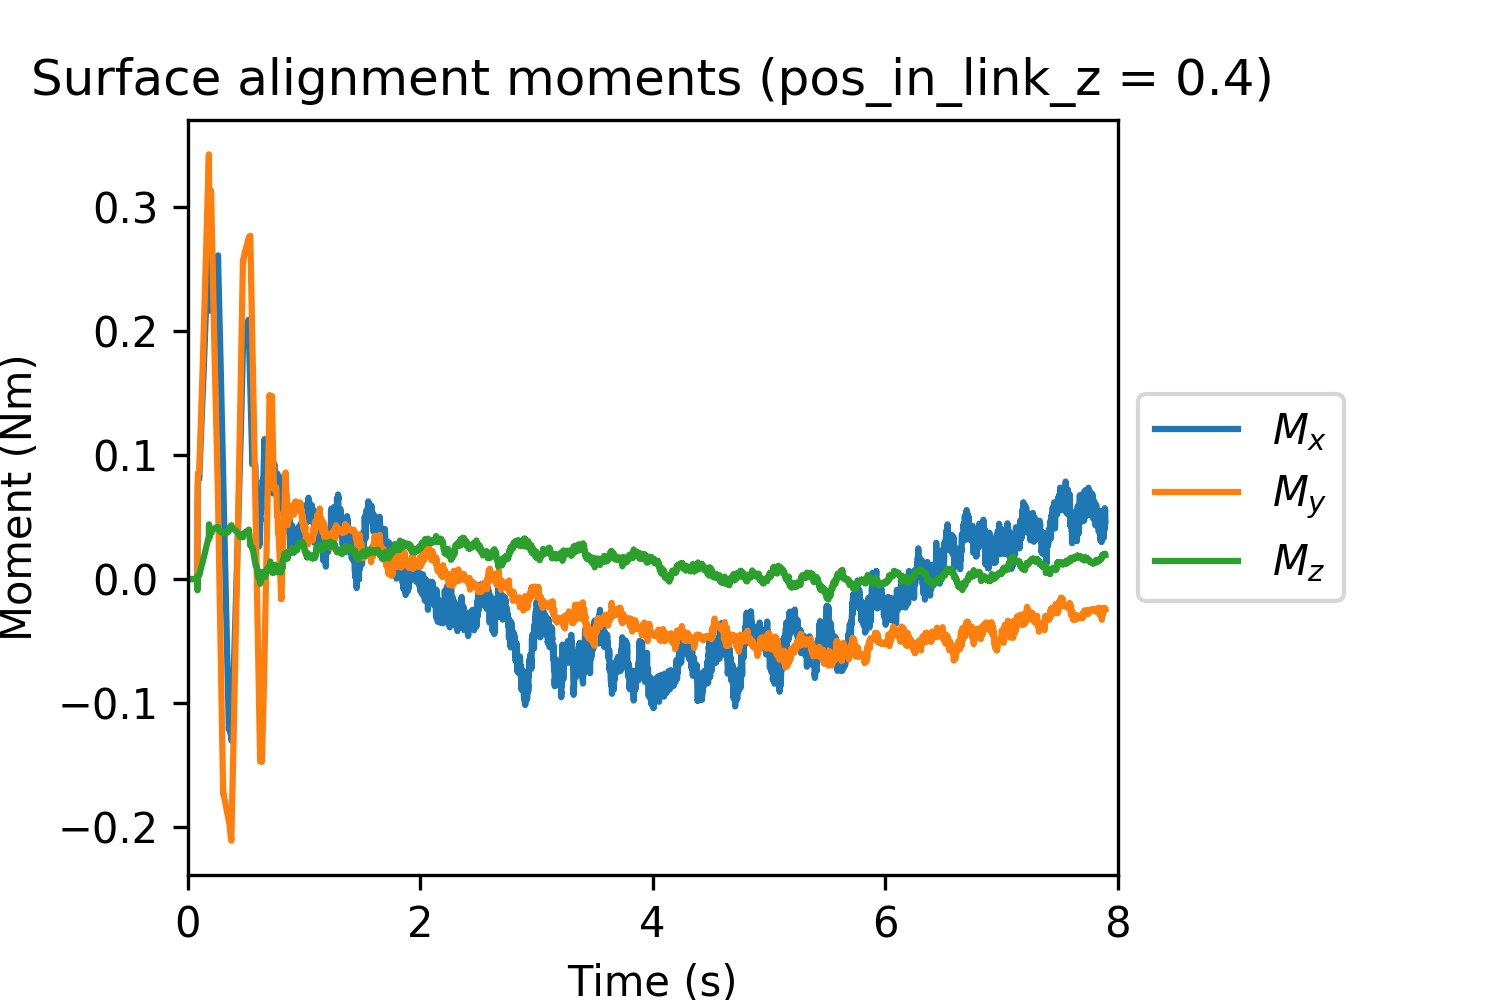 Surface alignment moments (pos_in_link_z = 0.4)
Moment (Nm)
0.3
0.2
0.1
0.0
−0.1
−0.2
0 2 4 6 8
Time (s)
Mx
My
Mz